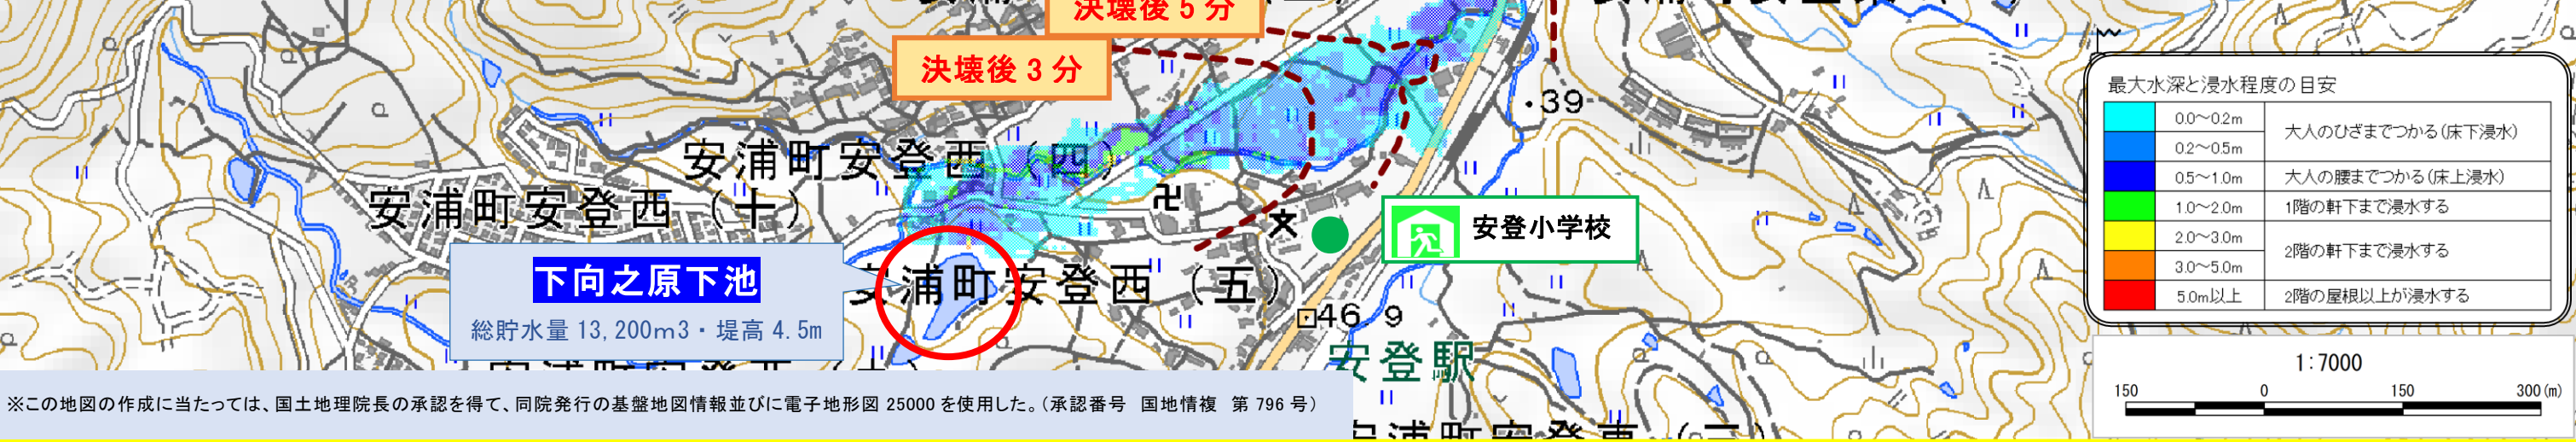 決壊後 5 分
決壊後 3 分
・39
安浦町安登西（四）
安浦町安登西（十）
安登小学校
下向之原下池
総貯水量 13,200m3・堤高 4.5m
安浦町安登西（五）
46.9
安登駅
最大水深と浸水程度の目安
0.0～0.2m
大人のひざまでつかる（床下浸水）
0.2～0.5m
0.5～1.0m
大人の腰までつかる（床上浸水）
1.0～2.0m
1階の軒下まで浸水する
2.0～3.0m
2階の軒下まで浸水する
3.0～5.0m
5.0m以上
2階の屋根以上が浸水する
1:7000
150
0
150
300(m)
※この地図の作成に当たっては、国土地理院長の承認を得て、同院発行の基盤地図情報並びに電子地形図 25000 を使用した。（承認番号 国地情複 第 796 号）